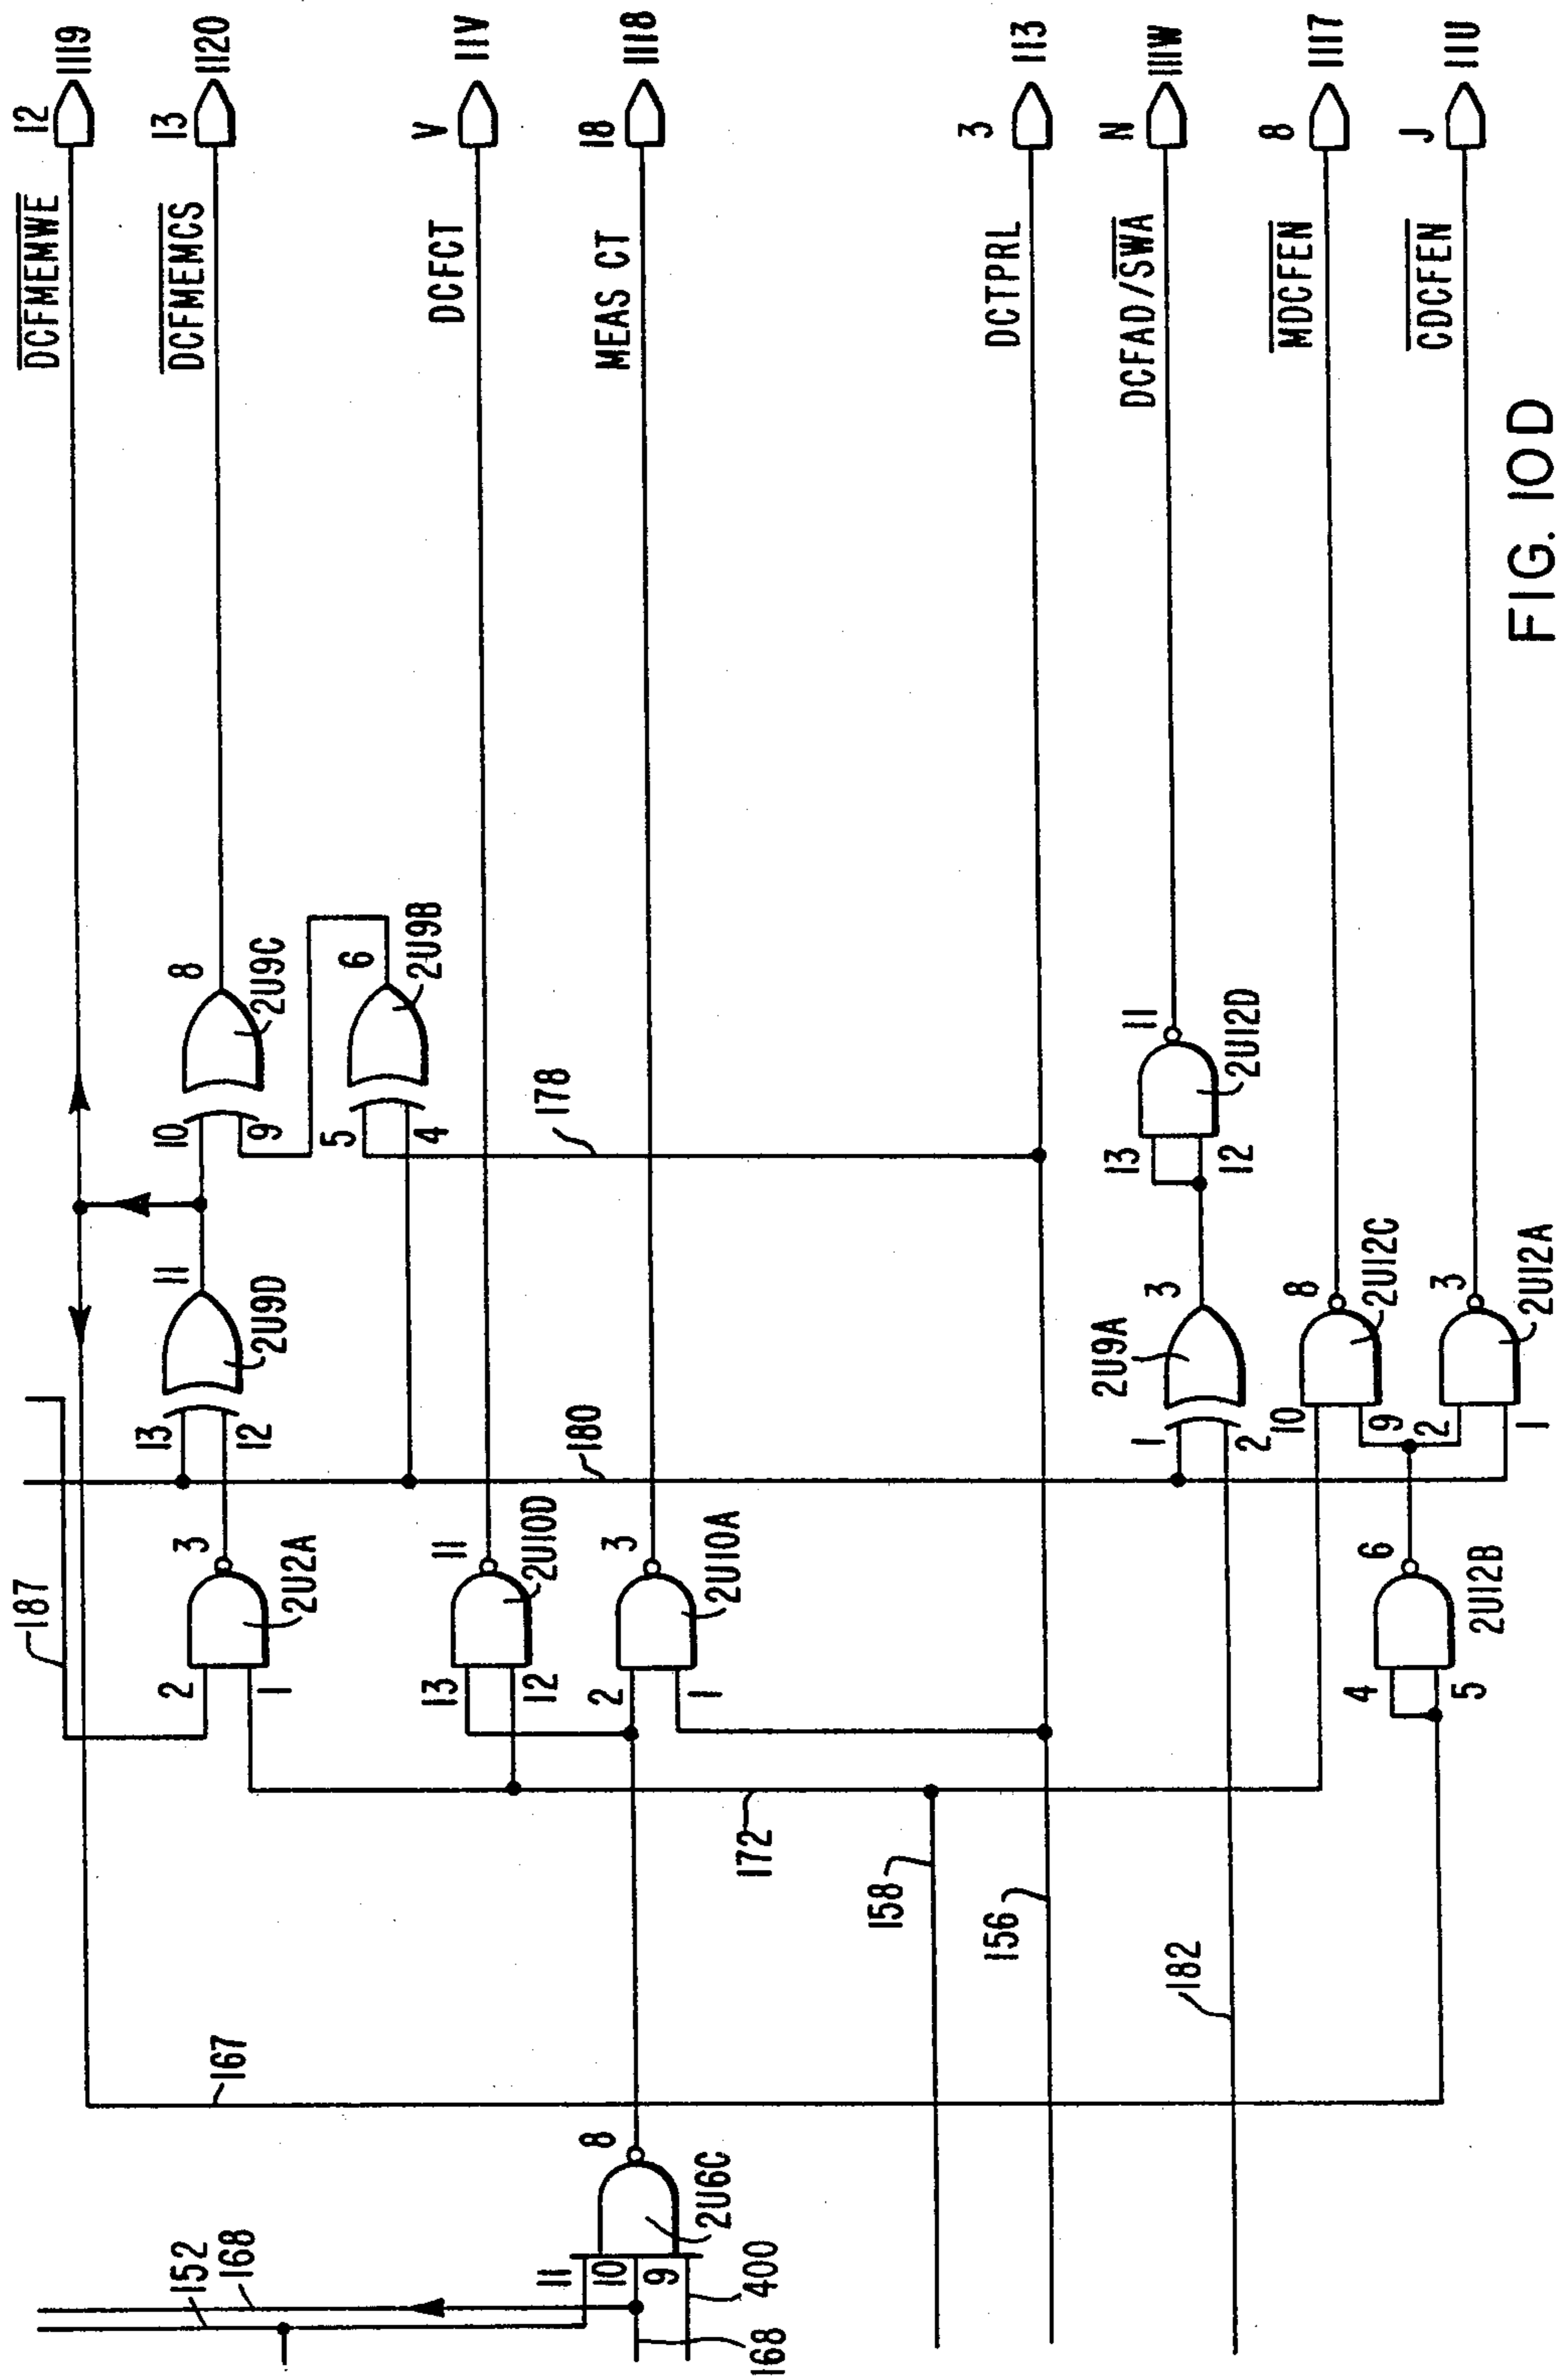 12
1119
DCFMEMWE
13
1120
DCFMEMCS
V
11V
DCFCT
18
1118
MEAS CT
3
113
DCTPRL
N
111W
DCFAD/SWA
8
1117
MDCFEN
J
11U
CDCFEN
8
2U9C
10
9
6
2U9B
5
4
178
11
2U12D
13
12
11
2U9D
13
12
180
3
2U9A
1
2
8
2U12C
10
9
3
2U12A
2
1
187
3
2U2A
2
1
11
2U10D
13
12
3
2U10A
2
1
6
2U12B
4
5
172
158
156
182
167
8
2U6C
11
10
9
152
168
168
400
FIG. 10D